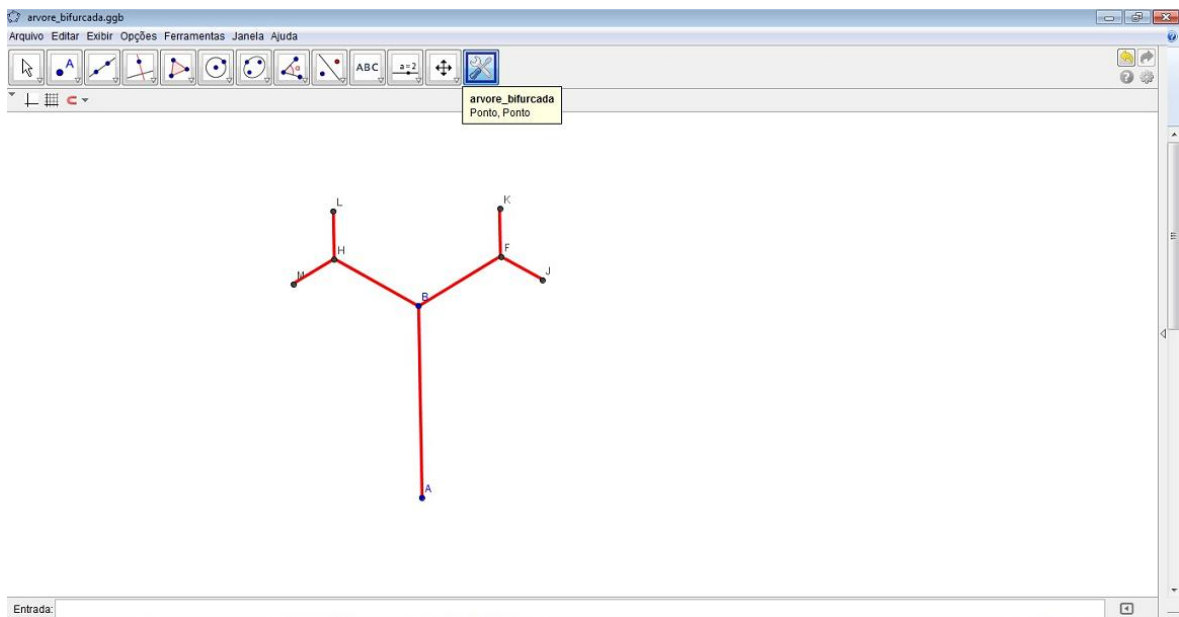 arvore_bifurcada.ggb
Arquivo Editar Exibir Opções Ferramentas Janela Ajuda
A ABC a=2
arvore_bifurcada
Ponto, Ponto
L K
H F
M J
B
A
Entrada: